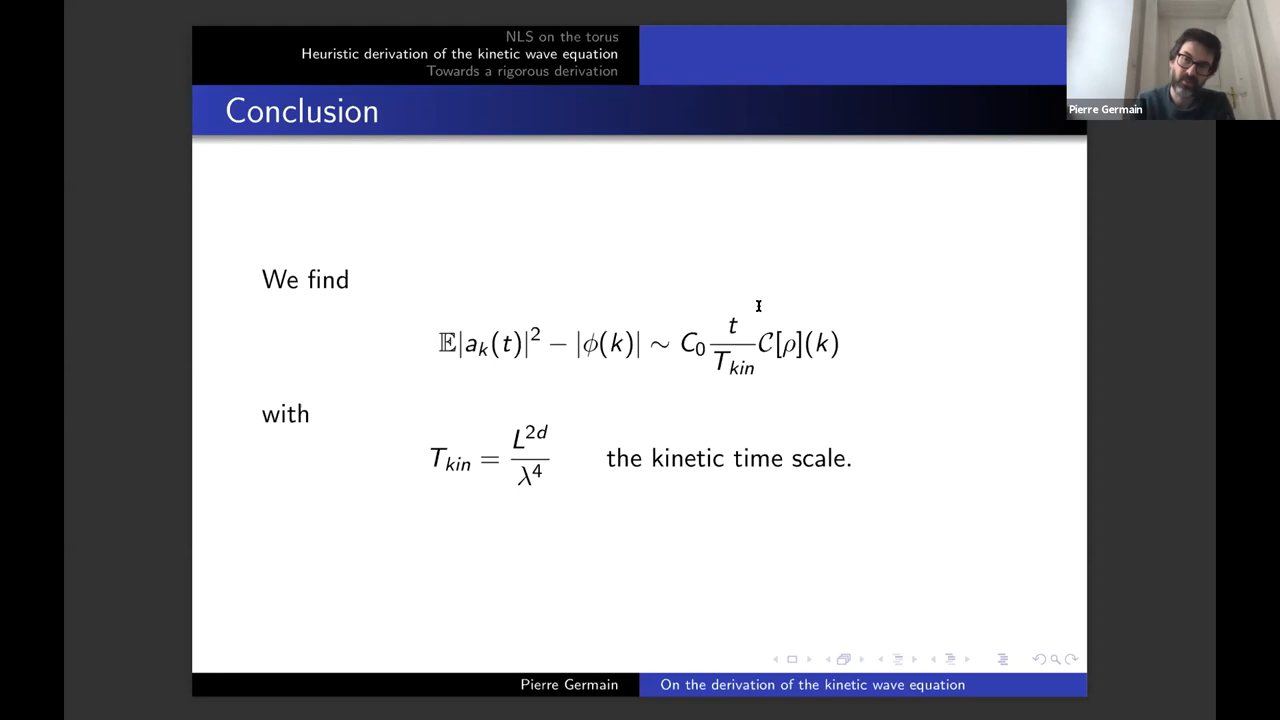 NLS on the torus
Heuristic derivation of the kinetic wave equation
Towards a rigorous derivation
Pierre Germain
Conclusion
We find
𝔼|a_k(t)|² − |ϕ(k)| ∼ C₀ t/T_kin 𝒞[ρ](k)
with
T_kin = L^{2d}/λ⁴ the kinetic time scale.
Pierre Germain On the derivation of the kinetic wave equation